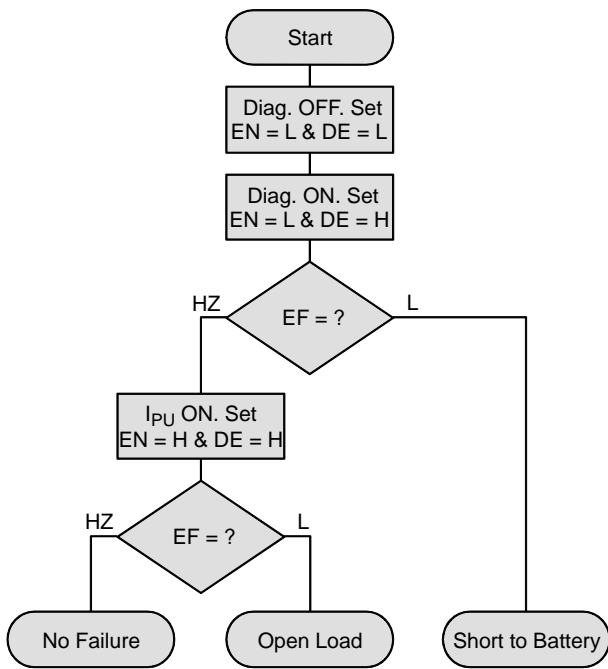 Start
Diag. OFF. Set
EN = L & DE = L
Diag. ON. Set
EN = L & DE = H
HZ
EF = ?
L
IPU ON. Set
EN = H & DE = H
HZ
EF = ?
L
No Failure
Open Load
Short to Battery